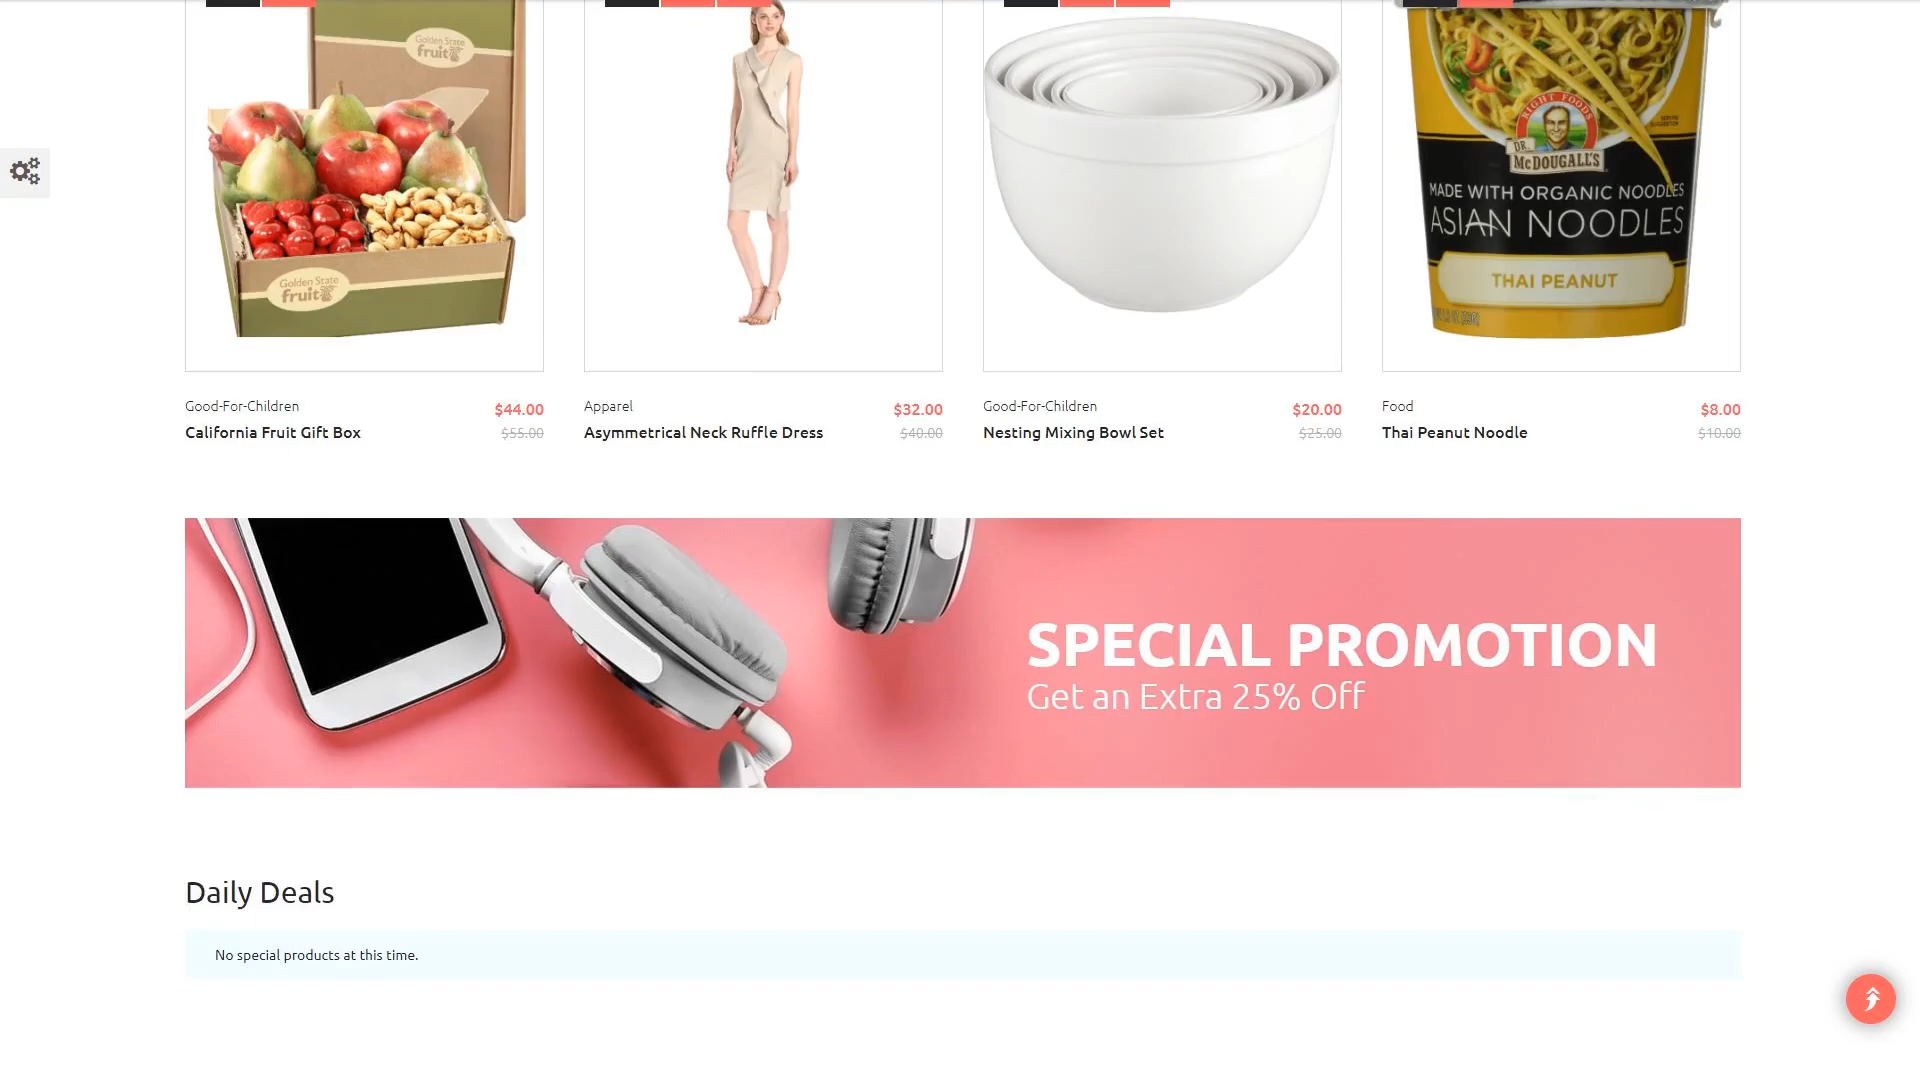 Golden State
fruit
Golden State
fruit
RIGHT FOODS
DR.
McDOUGALL'S
MADE WITH ORGANIC NOODLES
ASIAN NOODLES
THAI PEANUT
Good-For-Children
$44.00
California Fruit Gift Box
$55.00
Apparel
$32.00
Asymmetrical Neck Ruffle Dress
$40.00
Good-For-Children
$20.00
Nesting Mixing Bowl Set
$25.00
Food
$8.00
Thai Peanut Noodle
$10.00
SPECIAL PROMOTION
Get an Extra 25% Off
Daily Deals
No special products at this time.